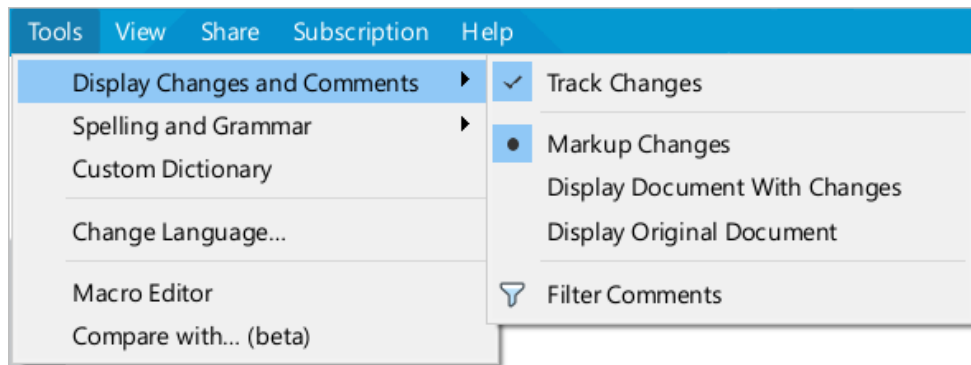 Tools View Share Subscription Help
Display Changes and Comments
Spelling and Grammar
Custom Dictionary
Change Language...
Macro Editor
Compare with... (beta)
Track Changes
Markup Changes
Display Document With Changes
Display Original Document
Filter Comments